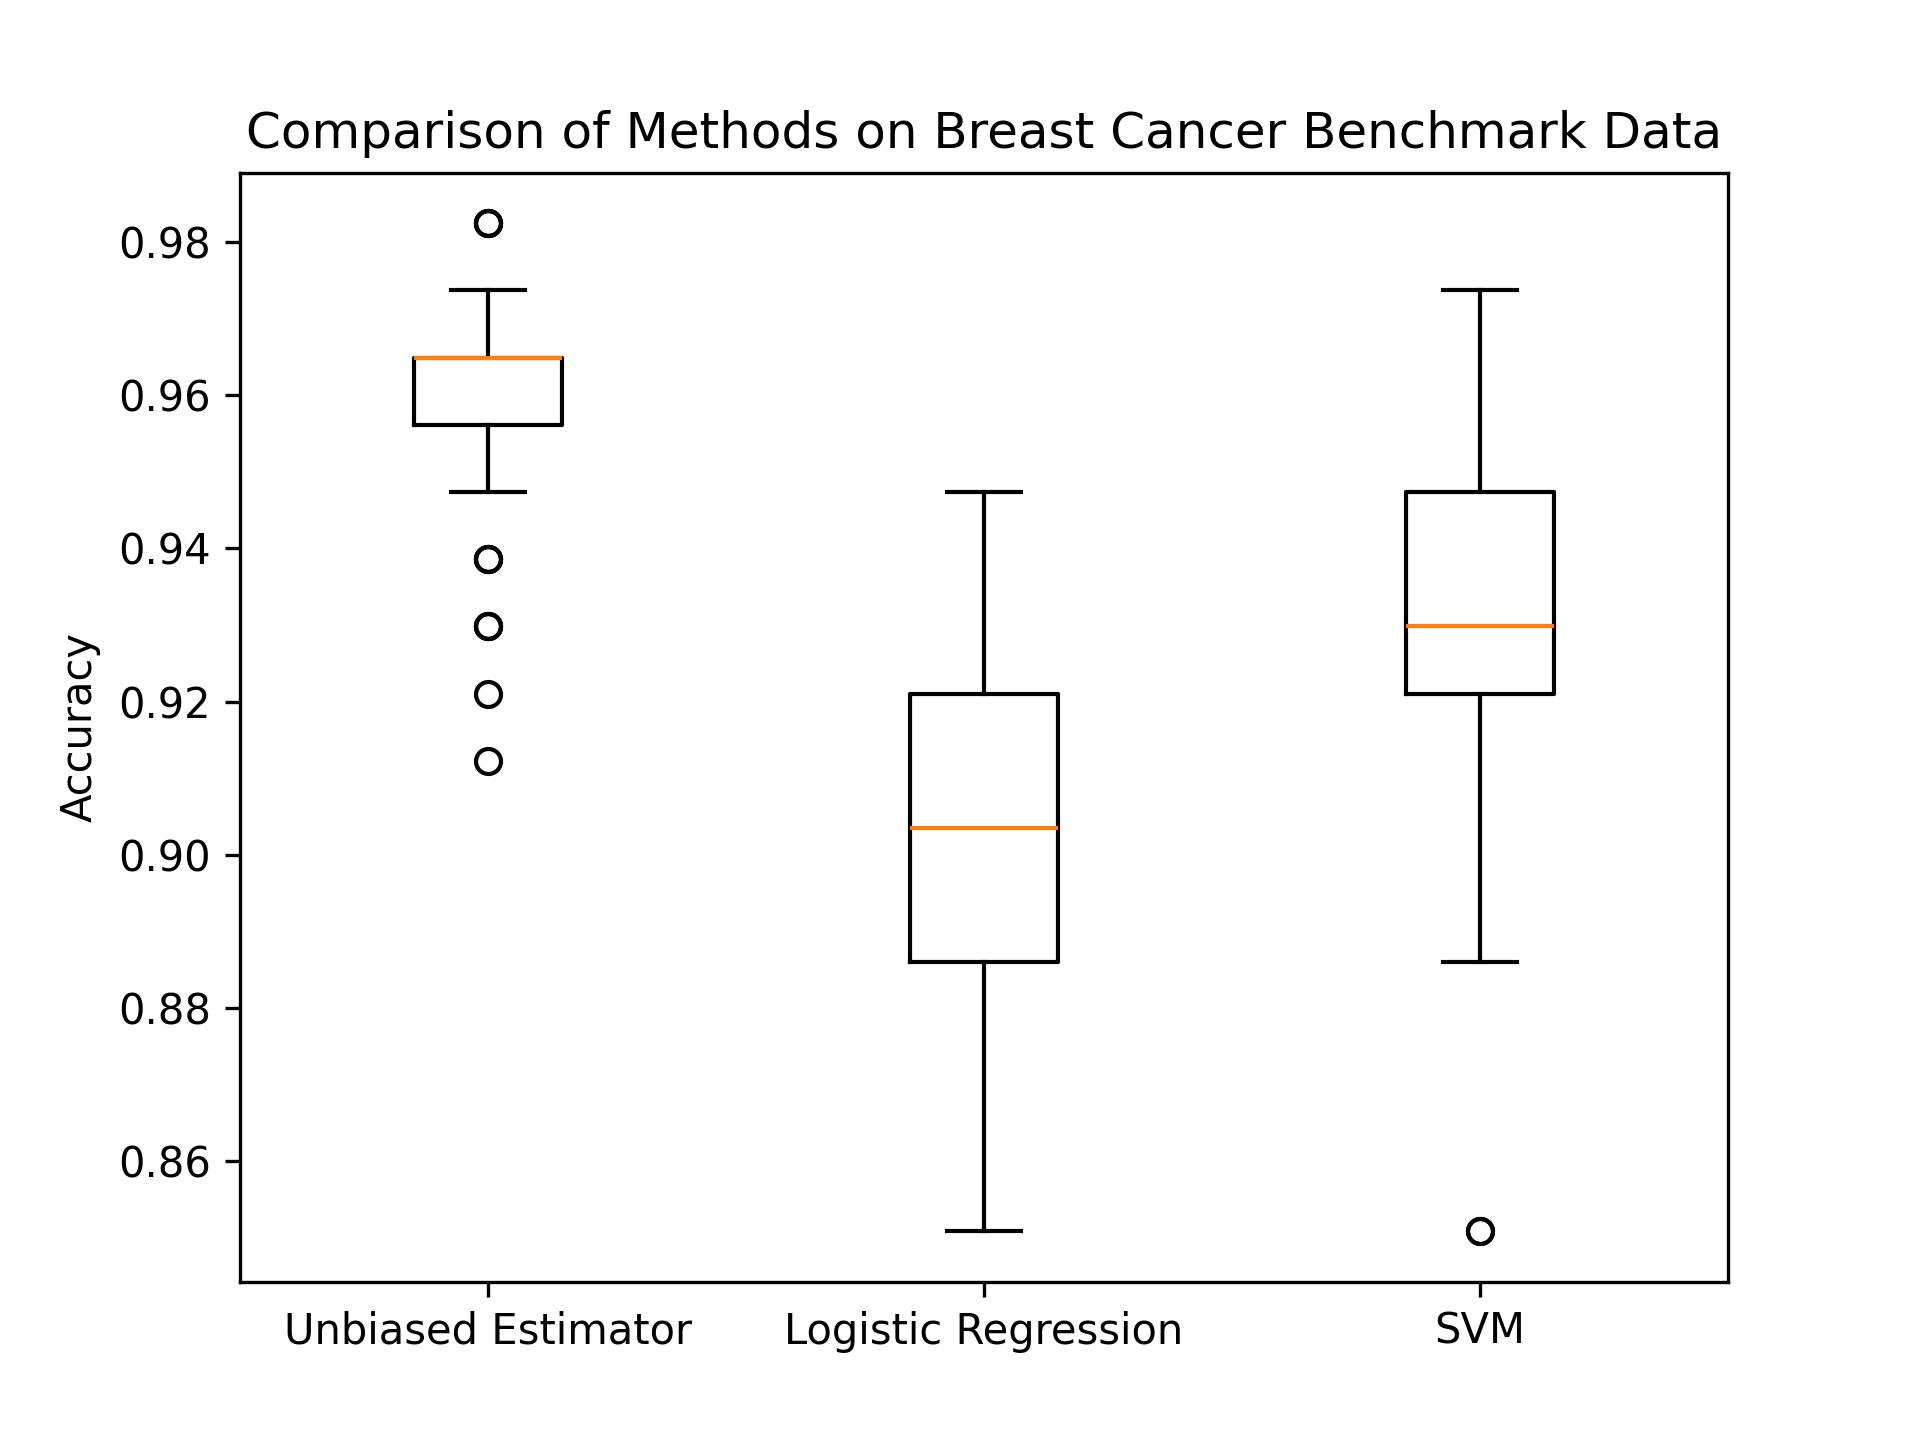 Comparison of Methods on Breast Cancer Benchmark Data
Accuracy
0.98
0.96
0.94
0.92
0.90
0.88
0.86
Unbiased Estimator
Logistic Regression
SVM